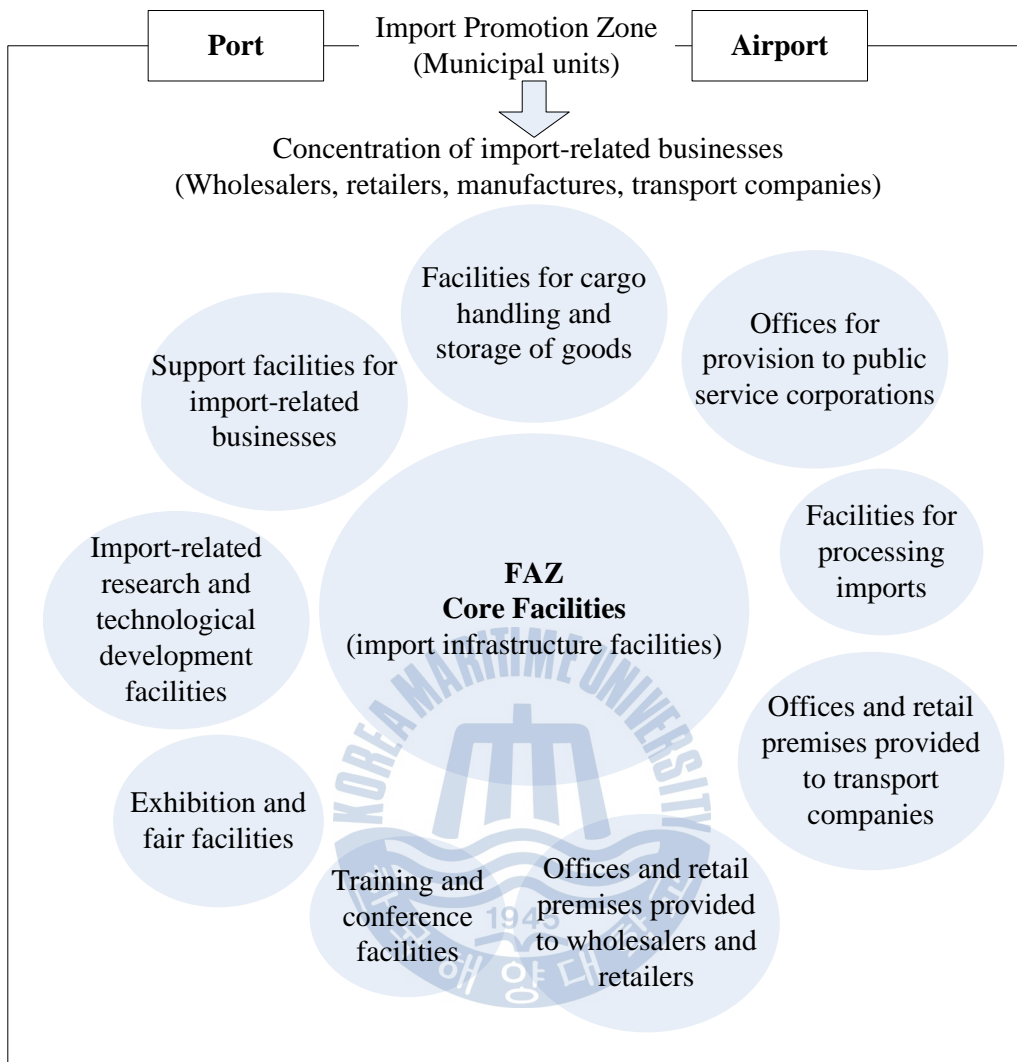 Port
Import Promotion Zone
(Municipal units)
Airport
Concentration of import-related businesses
(Wholesalers, retailers, manufactures, transport companies)
Facilities for cargo
handling and
storage of goods
Offices for
provision to public
service corporations
Support facilities for
import-related
businesses
Facilities for
processing
imports
Import-related
research and
technological
development
facilities
FAZ
Core Facilities
(import infrastructure facilities)
Offices and retail
premises provided
to transport
companies
Exhibition and
fair facilities
Training and
conference
facilities
Offices and retail
premises provided
to wholesalers and
retailers
KOREA MARITIME UNIVERSITY
1945
해양대